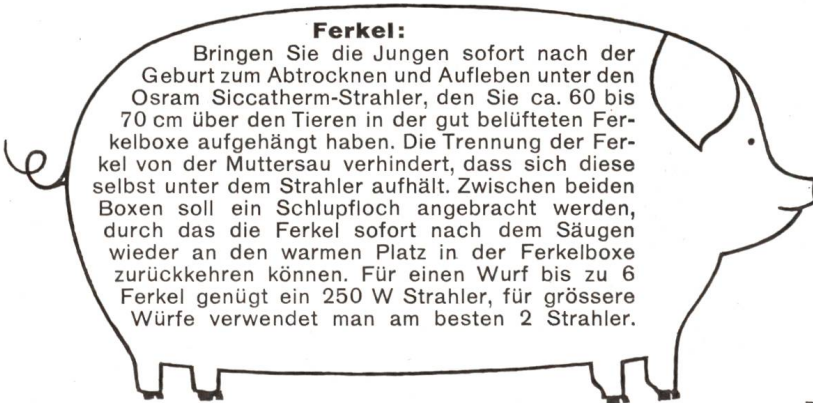 Ferkel:
Bringen Sie die Jungen sofort nach der
Geburt zum Abtrocknen und Aufleben unter den
Osram Siccatherm-Strahler, den Sie ca. 60 bis
70 cm über den Tieren in der gut belüfteten Fer-
kelboxe aufgehängt haben. Die Trennung der Fer-
kel von der Muttersau verhindert, dass sich diese
selbst unter dem Strahler aufhält. Zwischen beiden
Boxen soll ein Schlupfloch angebracht werden,
durch das die Ferkel sofort nach dem Säugen
wieder an den warmen Platz in der Ferkelboxe
zurückkehren können. Für einen Wurf bis zu 6
Ferkel genügt ein 250 W Strahler, für grössere
Würfe verwendet man am besten 2 Strahler.